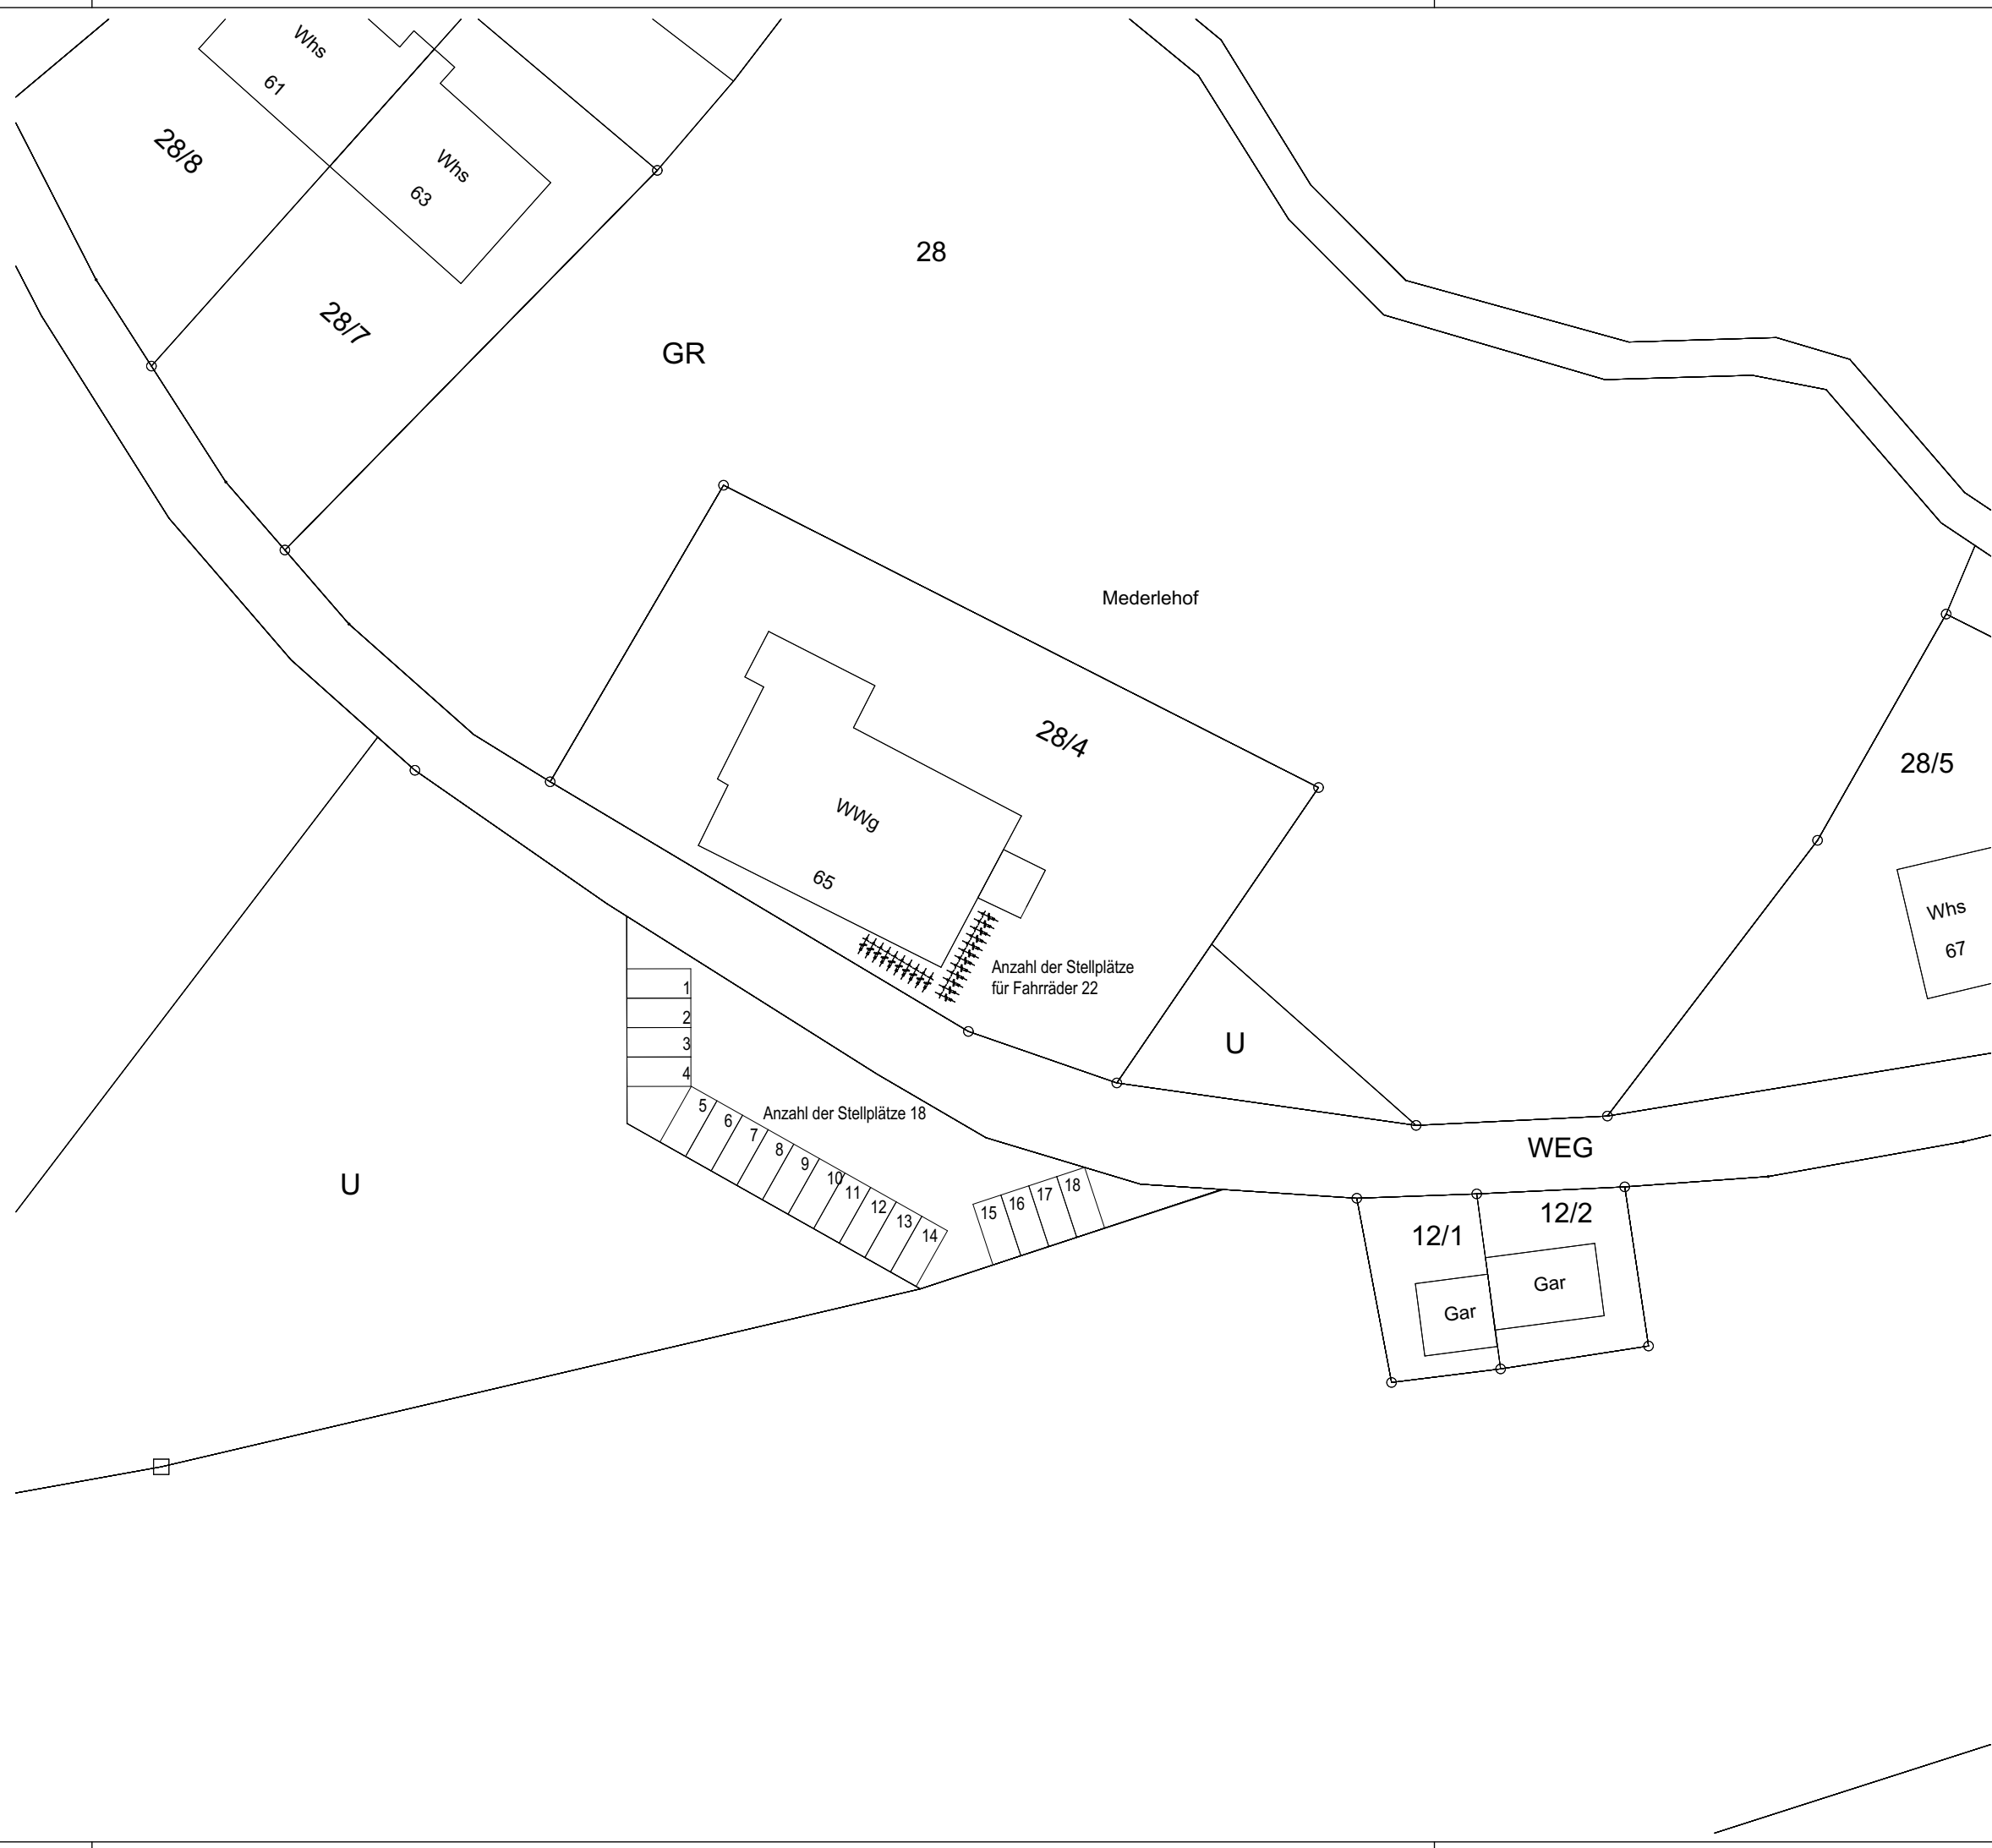 Whs
61
28/8
Whs
63
28
28/7
GR
Mederlehof
28/4
28/5
WWg
65
Whs
67
Anzahl der Stellplätze
für Fahrräder 22
U
1
2
3
4
5
6
7
8
9
10
11
12
13
14
Anzahl der Stellplätze 18
15
16
17
18
WEG
U
12/1
12/2
Gar
Gar